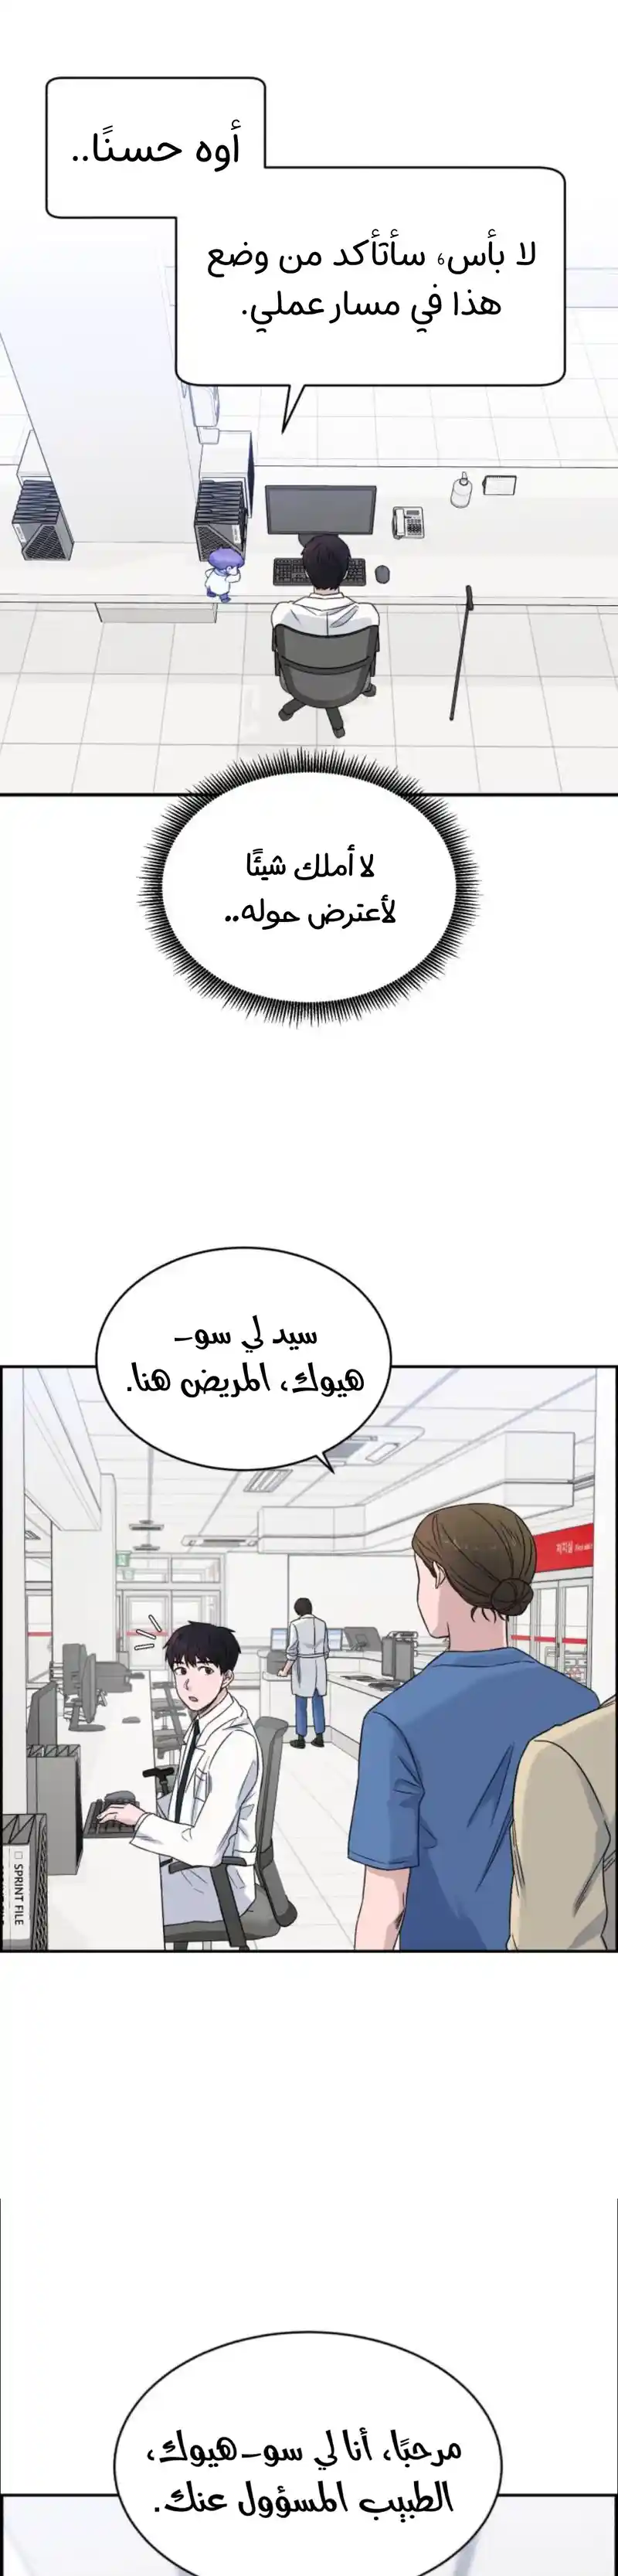 أوه حسنًا..
لا بأس، سأتأكد من وضع
هذا في مسار عملي.
لا أملك شيئًا
لأعترض حوله..
سيد لي سو-
هيوك، المريض هنا.
SPRINT FILE
مرحبًا، أنا لي سو-هيوك،
الطبيب المسؤول عنك.